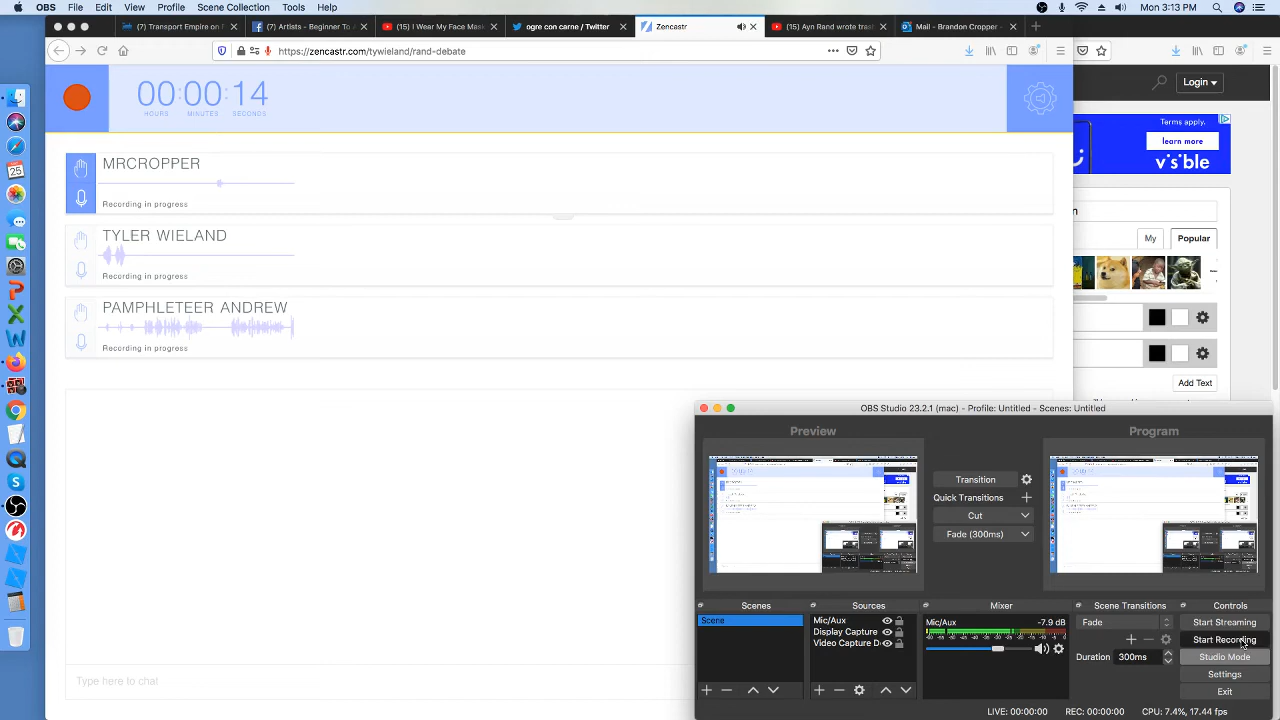 OBS File Edit View Profile Scene Collection Tools Help
Mon 3:13 PM
(7) Transport Empire on F
(7) Artists - Beginner To A
(15) I Wear My Face Mask
ogre con carne / Twitter
Zencastr
(15) Ayn Rand wrote tras
Mail - Brandon Cropper -
https://zencastr.com/tywieland/rand-debate
00:00:14
HOURS MINUTES SECONDS
Login
Terms apply.
learn more
visible
MRCROPPER
Recording in progress
n
TYLER WIELAND
Recording in progress
My Popular
PAMPHLETEER ANDREW
Recording in progress
Add Text
25
OBS Studio 23.2.1 (mac) - Profile: Untitled - Scenes: Untitled
Preview
Program
Transition
Quick Transitions
Cut
Fade (300ms)
Scenes Sources Mixer Scene Transitions Controls
Scene
Mic/Aux
Display Capture
Video Capture D
Mic/Aux -7.9 dB
Fade
Duration 300ms
Start Streaming
Start Recording
Studio Mode
Settings
Exit
Type here to chat
LIVE: 00:00:00 REC: 00:00:00 CPU: 7.4%, 17.44 fps